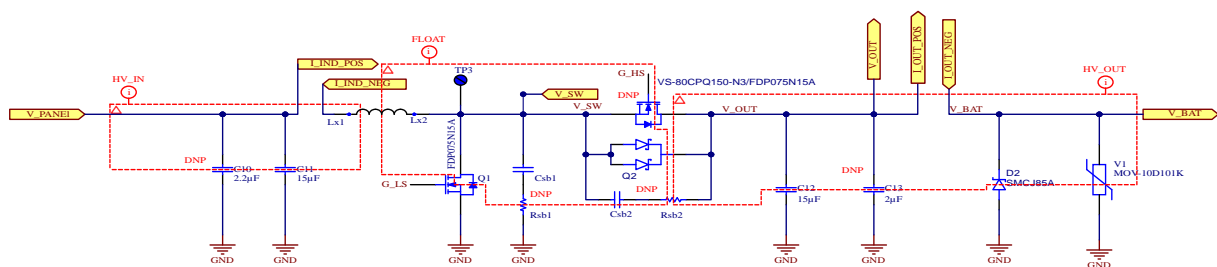 V_PANEl
HV_IN
i
DNP
C10
2.2µF
GND
C11
15µF
GND
I_IND_POS
I_IND_NEG
Lx1
Lx2
FLOAT
i
TP3
FDP075N15A
G_LS
Q1
GND
V_SW
V_SW
Csb1
DNP
Rsb1
GND
G_HS
VS-80CPQ150-N3/FDP075N15A
DNP
Q2
DNP
Csb2
Rsb2
V_OUT
V_OUT
I_OUT_POS
I_OUT_NEG
C12
15µF
GND
DNP
C13
2µF
GND
V_BAT
D2
SMCJ85A
GND
HV_OUT
i
V1
MOV-10D101K
GND
V_BAT